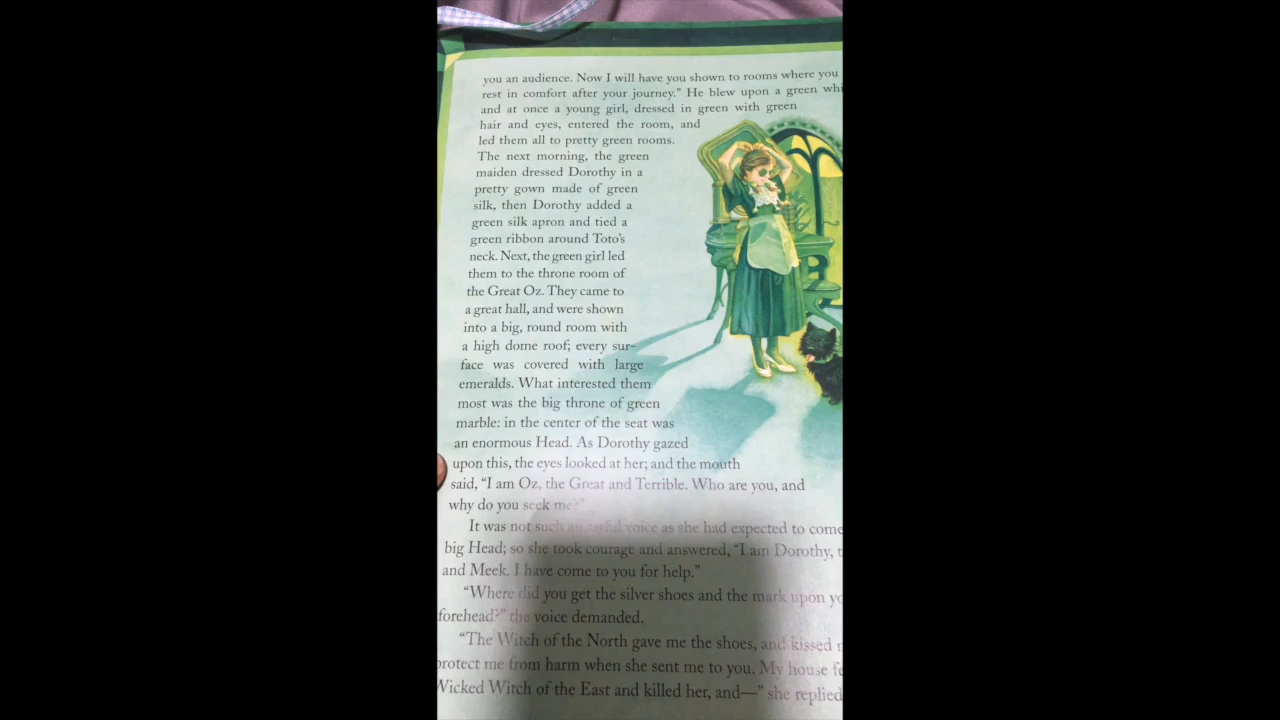 you an audience. Now I will have you shown to rooms where you
rest in comfort after your journey.” He blew upon a green
and at once a young girl, dressed in green with green
hair and eyes, entered the room, and
led them all to pretty green rooms.
The next morning, the green
maiden dressed Dorothy in a
pretty gown made of green
silk, then Dorothy added a
green silk apron and tied a
green ribbon around Toto’s
neck. Next, the green girl led
them to the throne room of
the Great Oz. They came to
a great hall, and were shown
into a big, round room with
a high dome roof; every sur-
face was covered with large
emeralds. What interested them
most was the big throne of green
marble: in the center of the seat was
an enormous Head. As Dorothy gazed
upon this, the eyes looked at her; and the mouth
said, “I am Oz, the Great and Terrible. Who are you, and
why do you seek me?”
It was not such an awful voice as she had expected to come
big Head; so she took courage and answered, “I am Dorothy,
and Meek. I have come to you for help.”
“Where did you get the silver shoes and the mark upon
forehead?” the voice demanded.
“The Witch of the North gave me the shoes, and kissed
protect me from harm when she sent me to you. My house
Wicked Witch of the East and killed her, and—” she replied